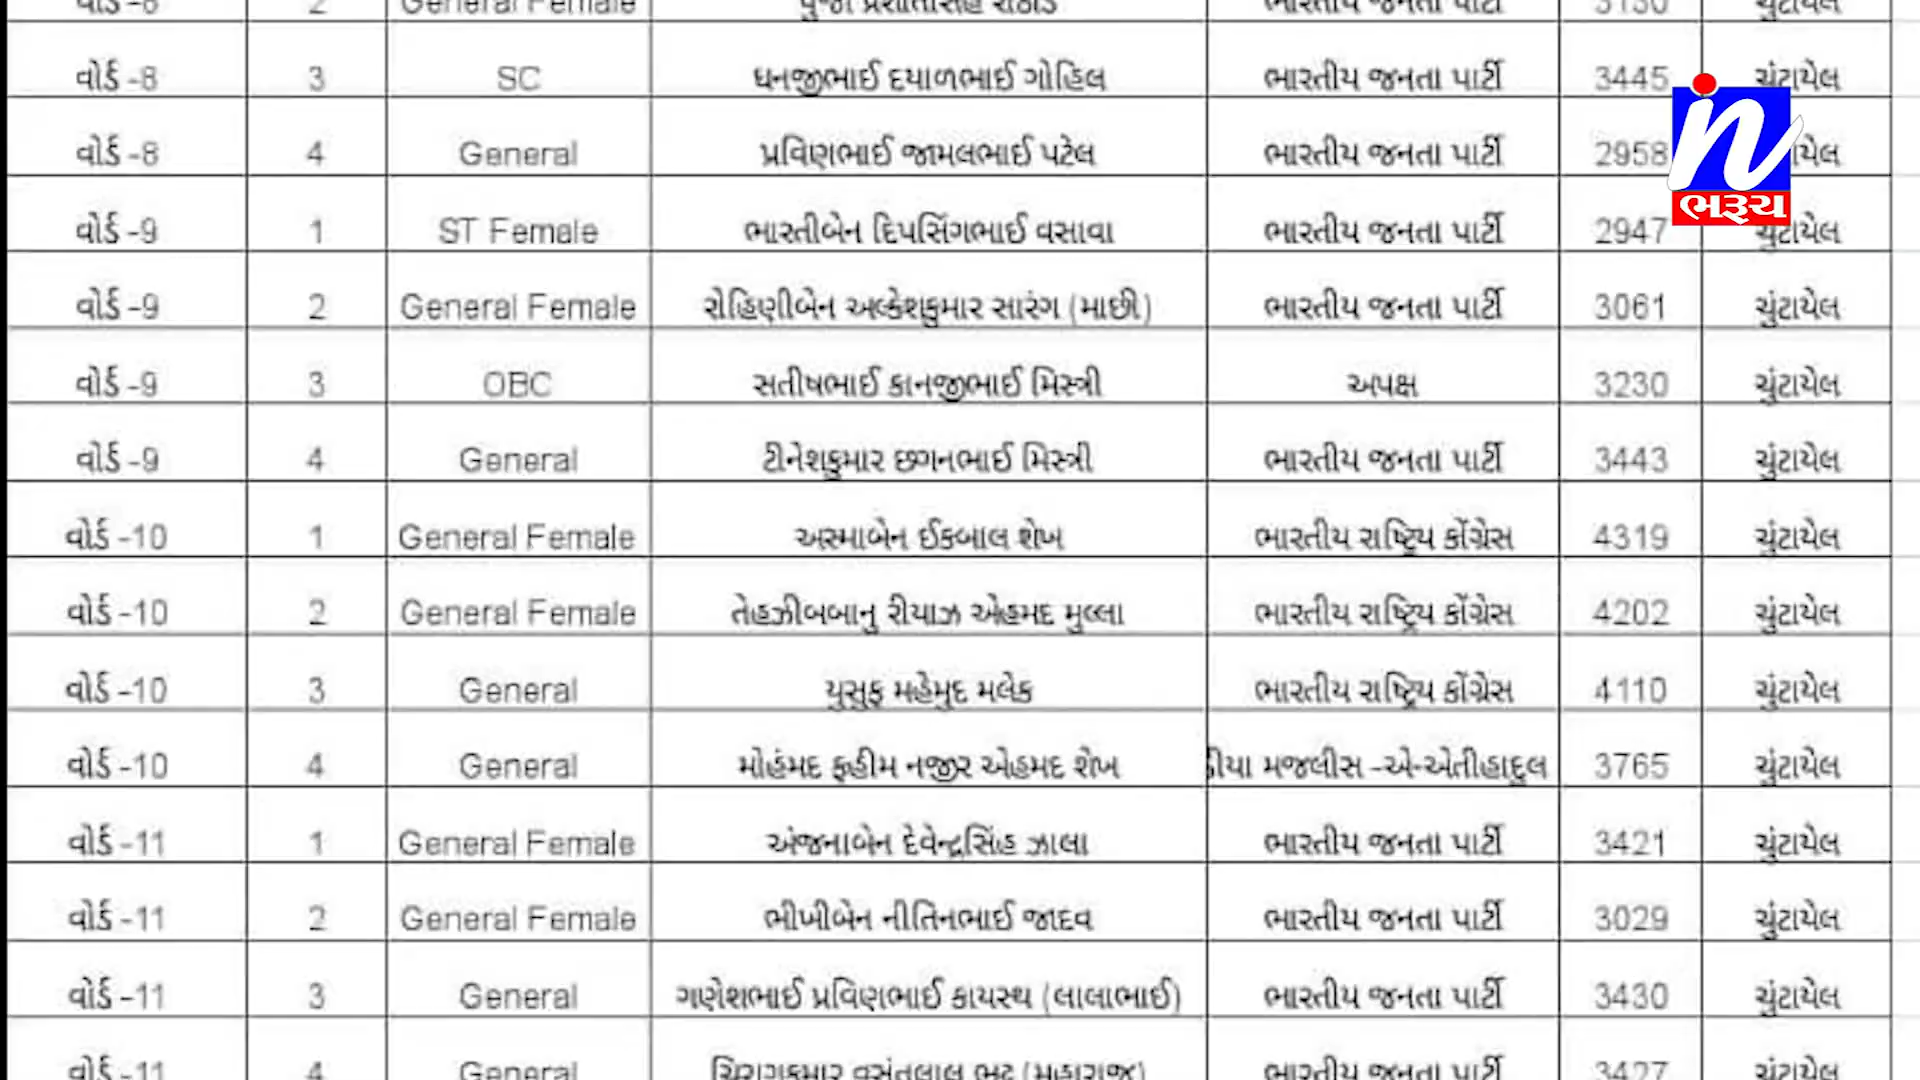 2 General Female 3130
વોર્ડ -8 3 SC ધનજીભાઈ દયાળભાઈ ગોહિલ ભારતીય જનતા પાર્ટી 3445 ચુંટાયેલ
વોર્ડ -8 4 General પ્રવિણભાઈ જામલભાઈ પટેલ ભારતીય જનતા પાર્ટી 2958
વોર્ડ -9 1 ST Female ભારતીબેન દિપસિંગભાઈ વસાવા ભારતીય જનતા પાર્ટી 2947 ચુંટાયેલ
in
ભરૂચ
વોર્ડ -9 2 General Female રોહિણીબેન અલ્કેશકુમાર સારંગ (માછી) ભારતીય જનતા પાર્ટી 3061 ચુંટાયેલ
વોર્ડ -9 3 OBC સતીષભાઈ કાનજીભાઈ મિસ્ત્રી અપક્ષ 3230 ચુંટાયેલ
વોર્ડ -9 4 General ટીનેશકુમાર છગનભાઈ મિસ્ત્રી ભારતીય જનતા પાર્ટી 3443 ચુંટાયેલ
વોર્ડ -10 1 General Female અસ્માબેન ઈકબાલ શેખ ભારતીય રાષ્ટ્રિય કોંગ્રેસ 4319 ચુંટાયેલ
વોર્ડ -10 2 General Female તેહઝીબબાનુ રીયાઝ એહમદ મુલ્લા ભારતીય રાષ્ટ્રિય કોંગ્રેસ 4202 ચુંટાયેલ
વોર્ડ -10 3 General યુસુફ મહેમુદ મલેક ભારતીય રાષ્ટ્રિય કોંગ્રેસ 4110 ચુંટાયેલ
વોર્ડ -10 4 General મોહંમદ ફહીમ નજીર એહમદ શેખ મજલીસ -એ-એતીહાદુલ 3765 ચુંટાયેલ
વોર્ડ -11 1 General Female અંજનાબેન દેવેન્દ્રસિંહ ઝાલા ભારતીય જનતા પાર્ટી 3421 ચુંટાયેલ
વોર્ડ -11 2 General Female ભીખીબેન નીતિનભાઈ જાદવ ભારતીય જનતા પાર્ટી 3029 ચુંટાયેલ
વોર્ડ -11 3 General ગણેશભાઈ પ્રવિણભાઈ કાયસ્થ (લાલાભાઈ) ભારતીય જનતા પાર્ટી 3430 ચુંટાયેલ
વોર્ડ -11 4 General ચિરાગકુમાર વસંતલાલ ભટ્ટ (મહારાજ) ભારતીય જનતા પાર્ટી 3427 ચુંટાયેલ